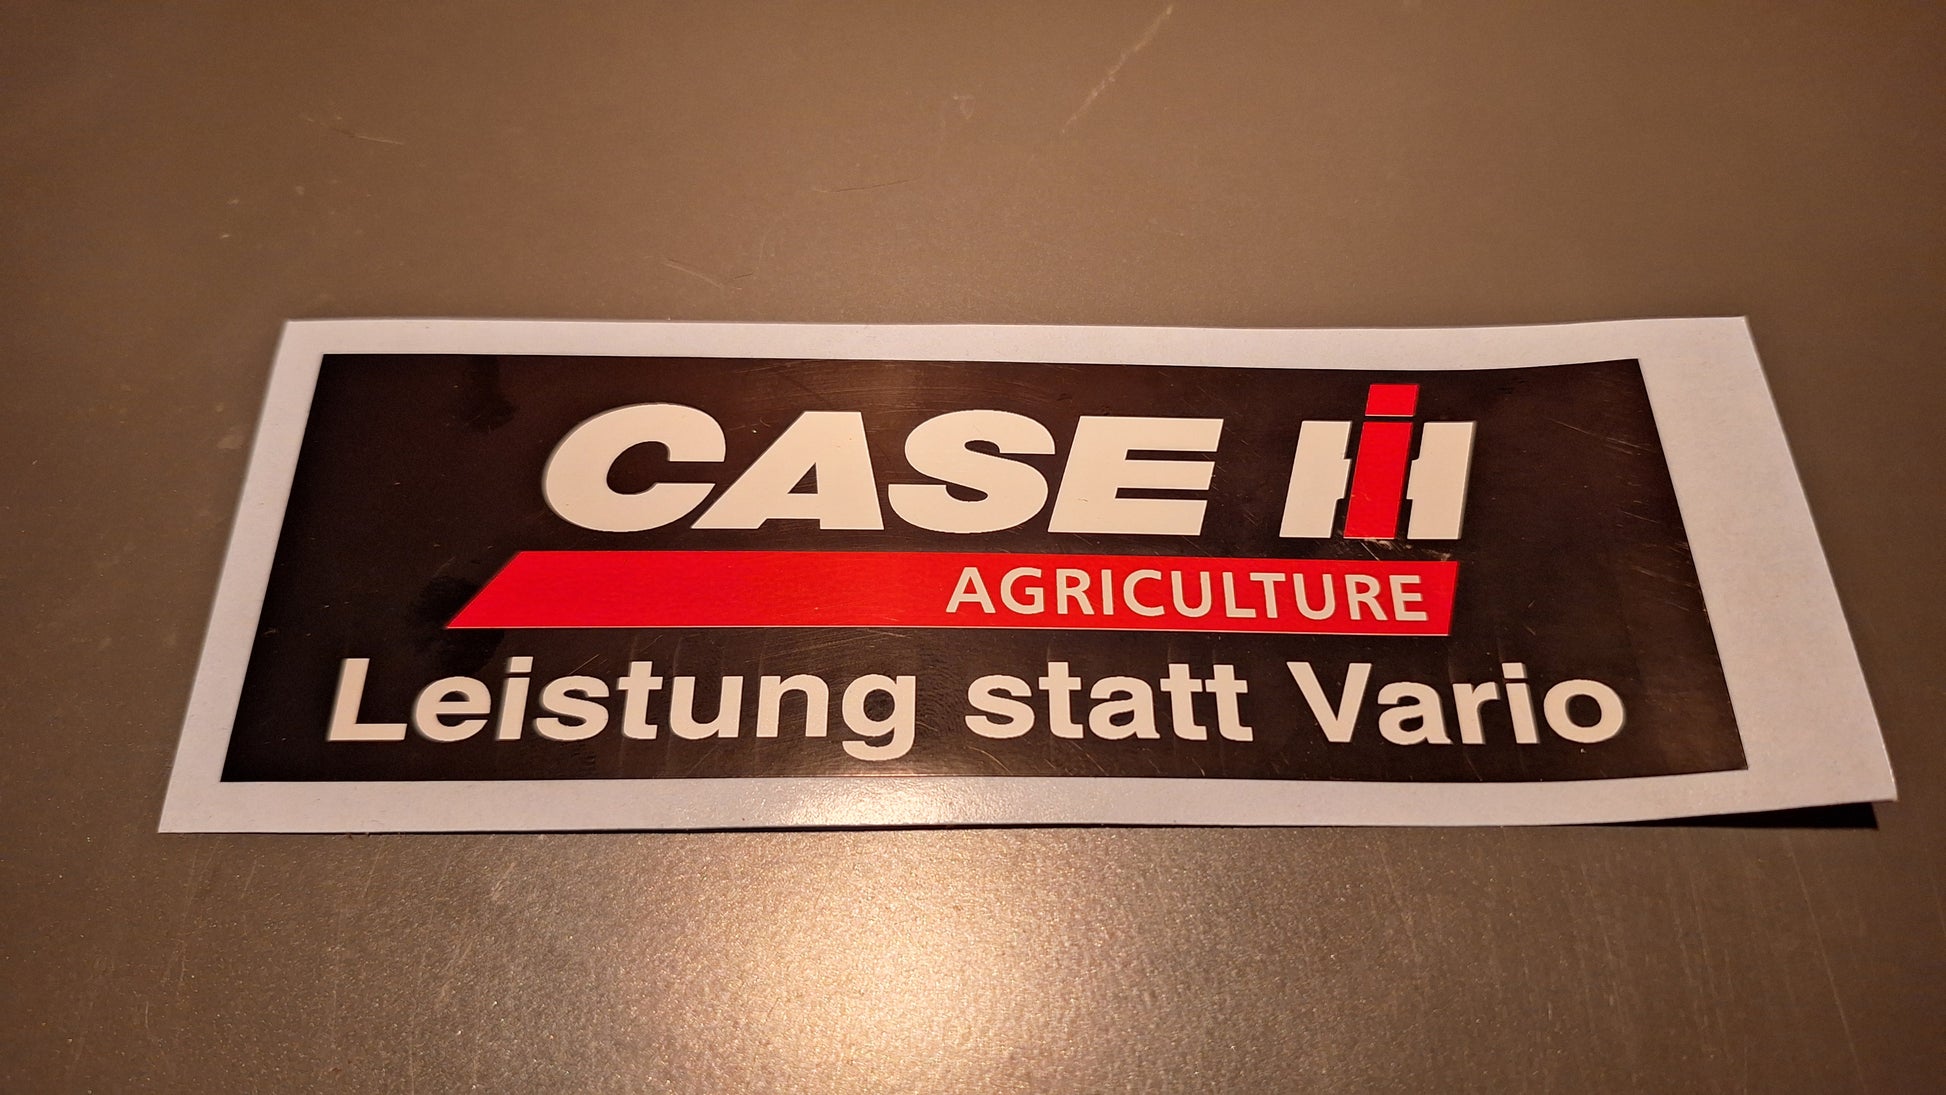 CASE IH
AGRICULTURE
Leistung statt Vario